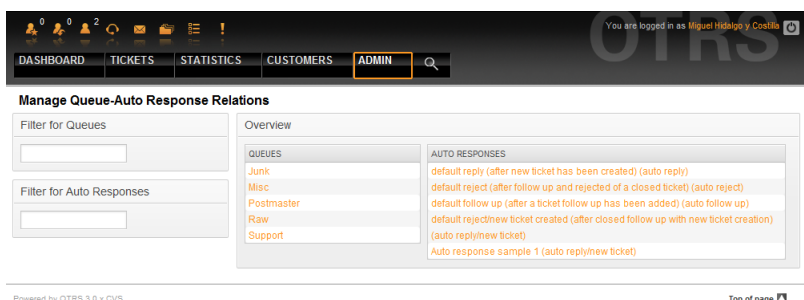 0 0 2
You are logged in as Miguel Hidalgo y Costilla
OTRS
DASHBOARD TICKETS STATISTICS CUSTOMERS ADMIN
Manage Queue-Auto Response Relations
Filter for Queues
Filter for Auto Responses
Overview
QUEUES AUTO RESPONSES
Junk default reply (after new ticket has been created) (auto reply)
Misc default reject (after follow up and rejected of a closed ticket) (auto reject)
Postmaster default follow up (after a ticket follow up has been added) (auto follow up)
Raw default reject/new ticket created (after closed follow up with new ticket creation)
Support (auto reply/new ticket)
Auto response sample 1 (auto reply/new ticket)
Powered by OTRS 3.0.x CVS Top of page